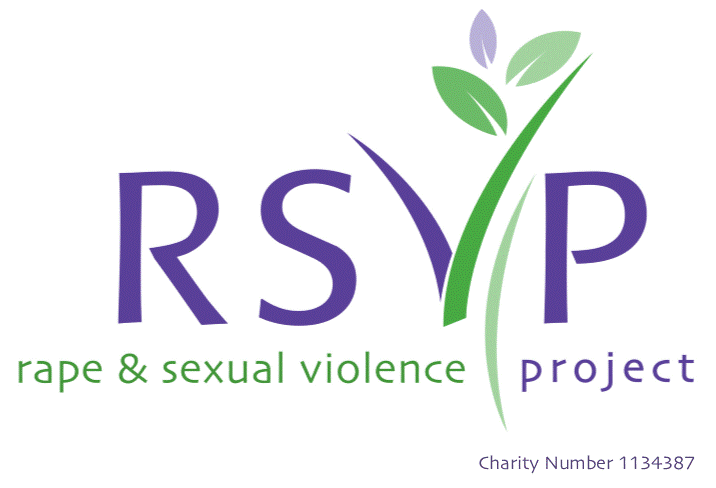 RSVP
rape & sexual violence project
Charity Number 1134387